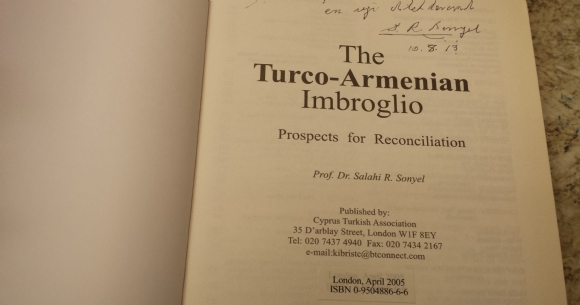 en iyi
S. R. Sonyel
10.8.13
The
Turco-Armenian
Imbroglio
Prospects for Reconciliation
Prof. Dr. Salahi R. Sonyel
Published by:
Cyprus Turkish Association
35 D'arblay Street, London W1F 8EY
Tel: 020 7437 4940 Fax: 020 7434 2167
e-mail:kibristc@btconnect.com
London, April 2005
ISBN 0-9504886-6-6